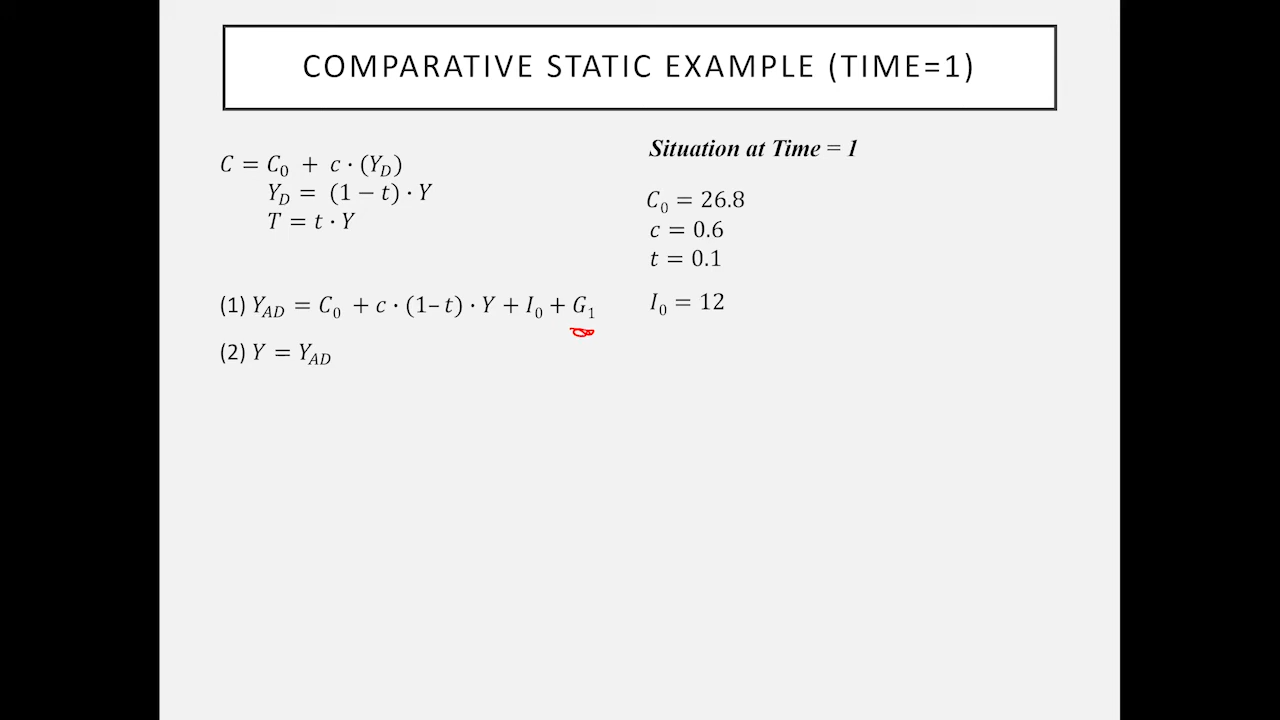 COMPARATIVE STATIC EXAMPLE (TIME=1)
C = C₀ + c · (Y_D)
Y_D = (1 − t) · Y
T = t · Y
(1) Y_AD = C₀ + c · (1– t) · Y + I₀ + G₁
(2) Y = Y_AD
Situation at Time = 1
C₀ = 26.8
c = 0.6
t = 0.1
I₀ = 12